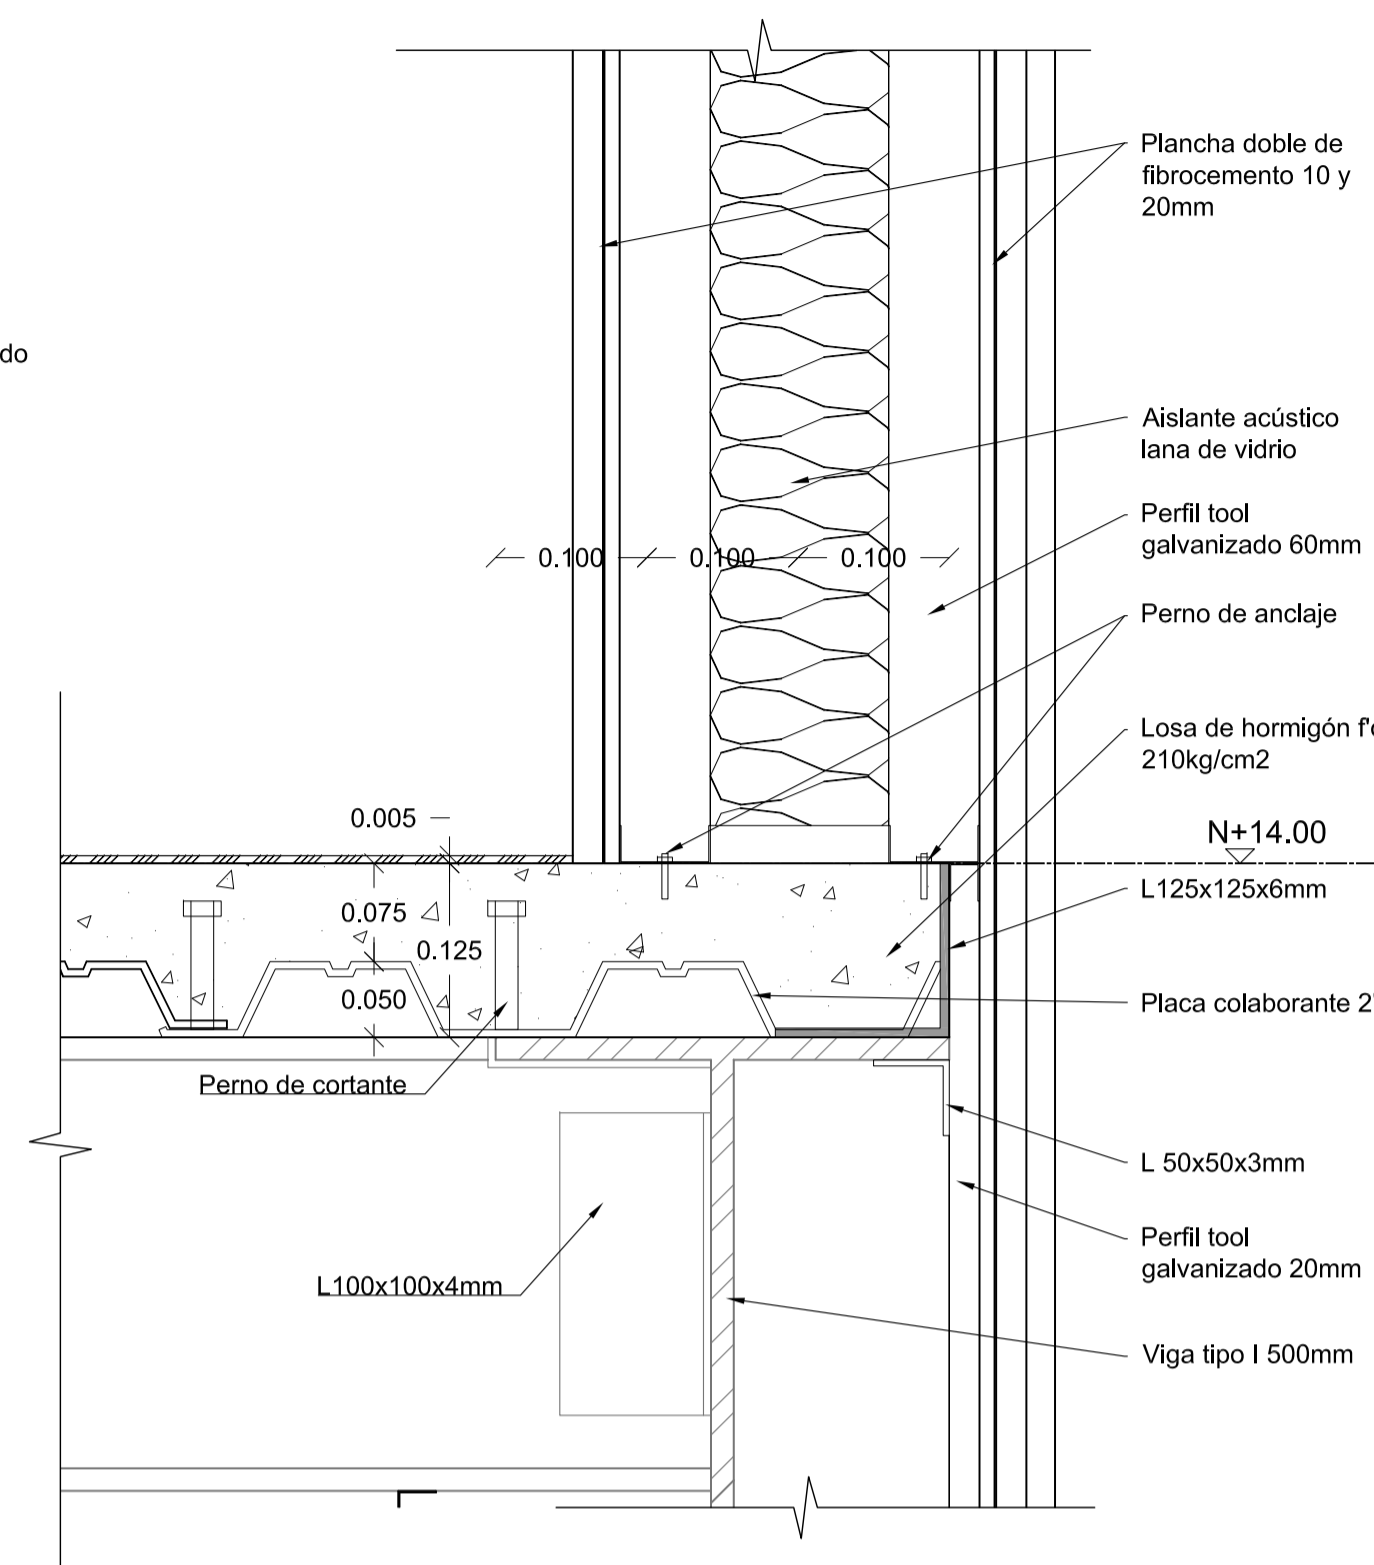 Plancha doble de
fibrocemento 10 y
20mm
do
Aislante acústico
lana de vidrio
Perfil tool
galvanizado 60mm
0.100
0.100
0.100
Perno de anclaje
Losa de hormigón f'c
210kg/cm2
0.005
N+14.00
L125x125x6mm
0.075
0.125
0.050
Placa colaborante 2"
Perno de cortante
L 50x50x3mm
Perfil tool
galvanizado 20mm
L100x100x4mm
Viga tipo I 500mm